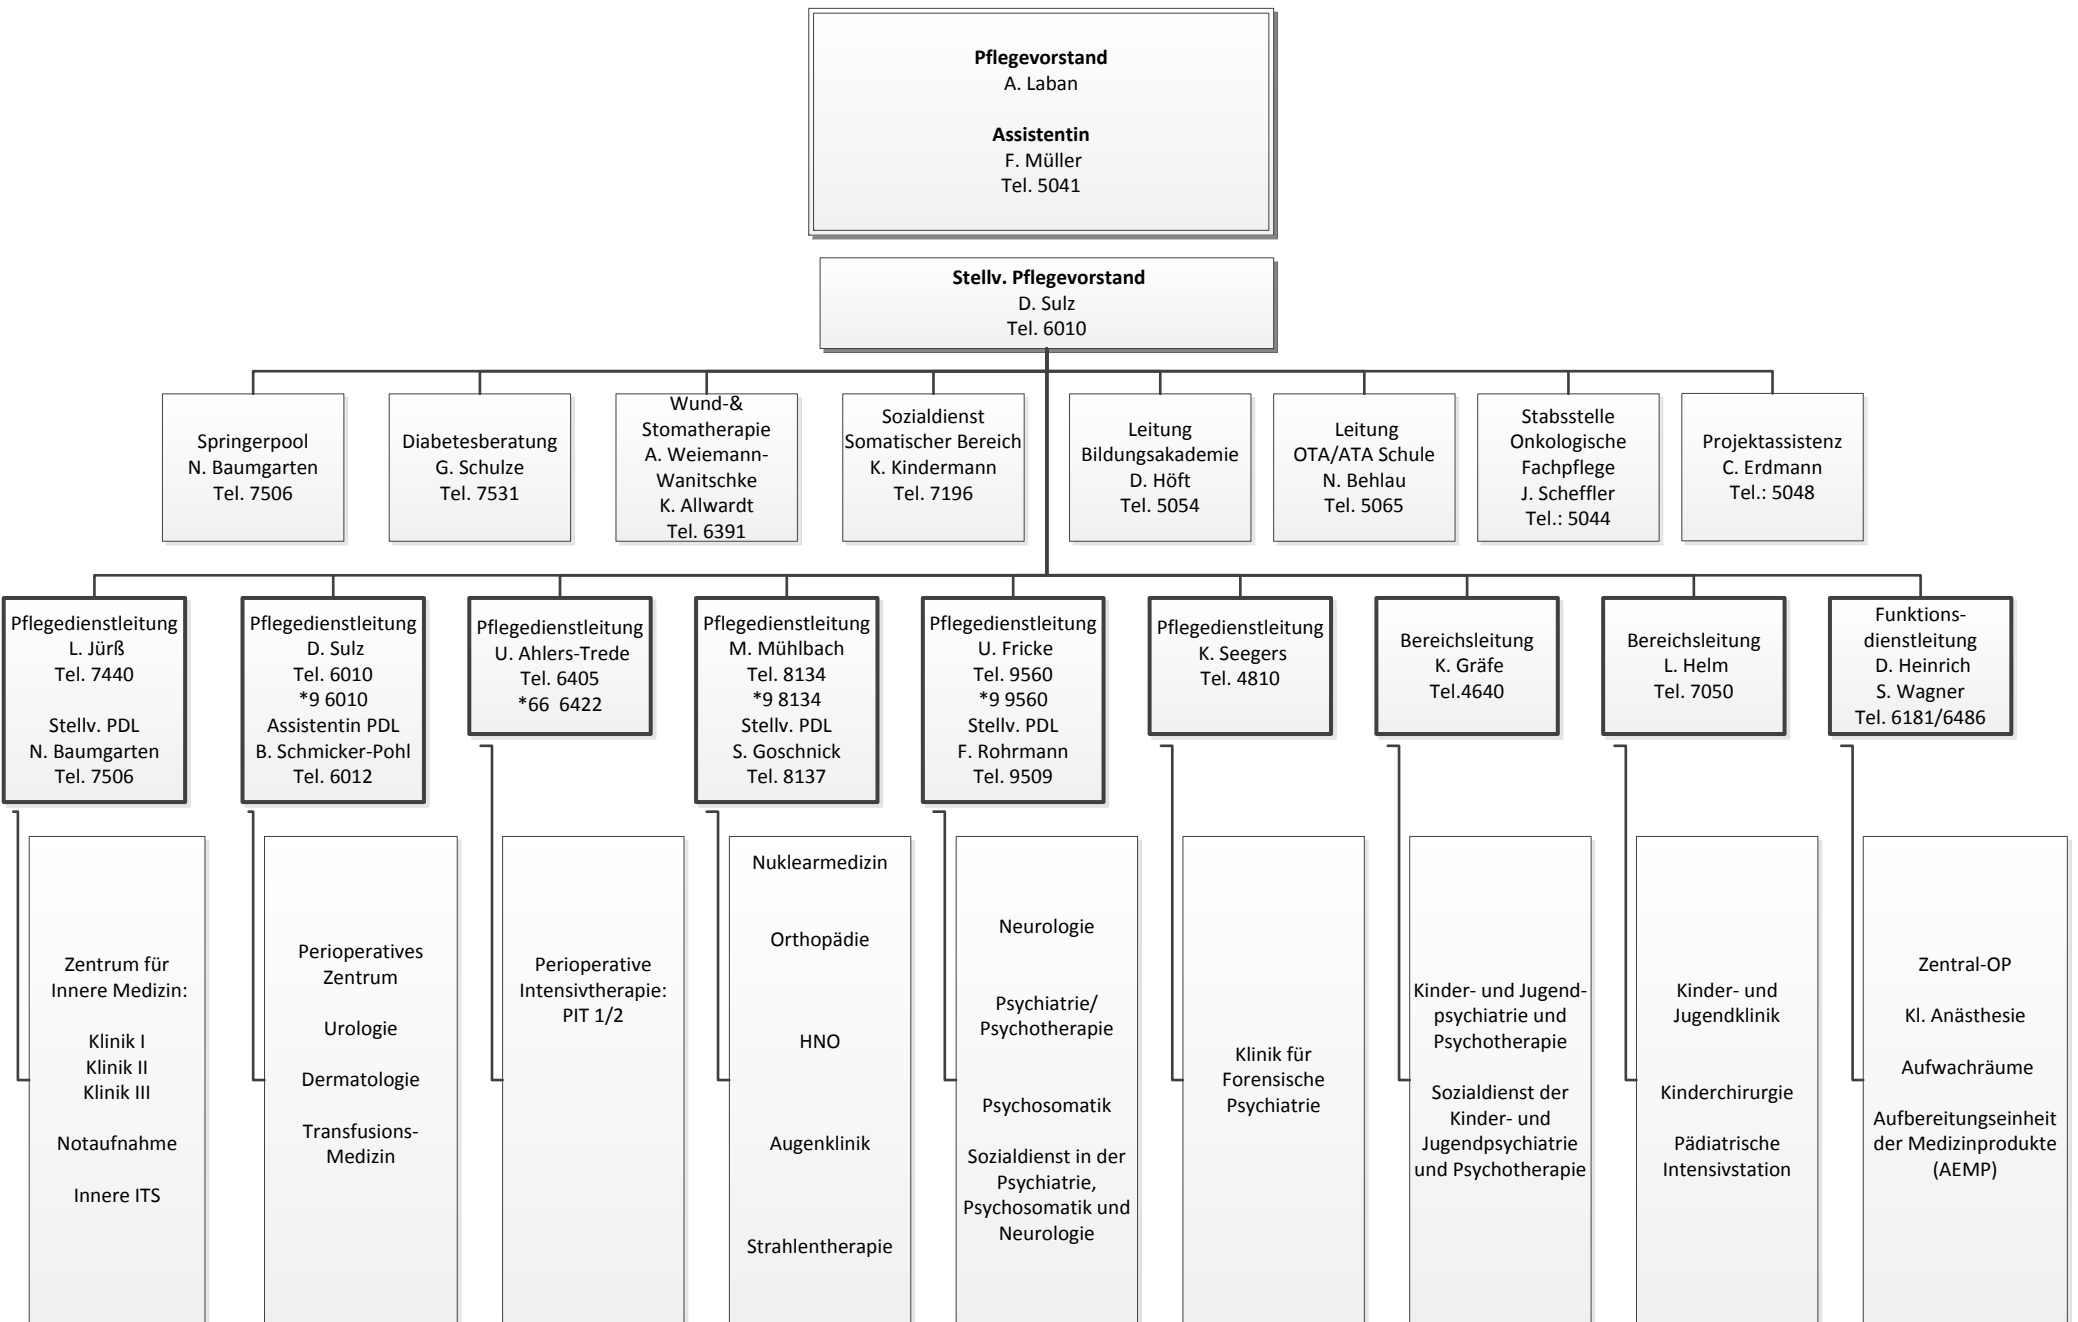 Pflegevorstand
A. Laban
Assistentin
F. Müller
Tel. 5041
Stellv. Pflegevorstand
D. Sulz
Tel. 6010
Springerpool
N. Baumgarten
Tel. 7506
Diabetesberatung
G. Schulze
Tel. 7531
Wund-&
Stomatherapie
A. Weiemann-
Wanitschke
K. Allwardt
Tel. 6391
Sozialdienst
Somatischer Bereich
K. Kindermann
Tel. 7196
Leitung
Bildungsakademie
D. Höft
Tel. 5054
Leitung
OTA/ATA Schule
N. Behlau
Tel. 5065
Stabsstelle
Onkologische
Fachpflege
J. Scheffler
Tel.: 5044
Projektassistenz
C. Erdmann
Tel.: 5048
Pflegedienstleitung
L. Jürß
Tel. 7440
Stellv. PDL
N. Baumgarten
Tel. 7506
Pflegedienstleitung
D. Sulz
Tel. 6010
*9 6010
Assistentin PDL
B. Schmicker-Pohl
Tel. 6012
Pflegedienstleitung
U. Ahlers-Trede
Tel. 6405
*66 6422
Pflegedienstleitung
M. Mühlbach
Tel. 8134
*9 8134
Stellv. PDL
S. Goschnick
Tel. 8137
Pflegedienstleitung
U. Fricke
Tel. 9560
*9 9560
Stellv. PDL
F. Rohrmann
Tel. 9509
Pflegedienstleitung
K. Seegers
Tel. 4810
Bereichsleitung
K. Gräfe
Tel.4640
Bereichsleitung
L. Helm
Tel. 7050
Funktions-
dienstleitung
D. Heinrich
S. Wagner
Tel. 6181/6486
Zentrum für
Innere Medizin:
Klinik I
Klinik II
Klinik III
Notaufnahme
Innere ITS
Perioperatives
Zentrum
Urologie
Dermatologie
Transfusions-
Medizin
Perioperative
Intensivtherapie:
PIT 1/2
Nuklearmedizin
Orthopädie
HNO
Augenklinik
Strahlentherapie
Neurologie
Psychiatrie/
Psychotherapie
Psychosomatik
Sozialdienst in der
Psychiatrie,
Psychosomatik und
Neurologie
Klinik für
Forensische
Psychiatrie
Kinder- und Jugend-
psychiatrie und
Psychotherapie
Sozialdienst der
Kinder- und
Jugendpsychiatrie
und Psychotherapie
Kinder- und
Jugendklinik
Kinderchirurgie
Pädiatrische
Intensivstation
Zentral-OP
Kl. Anästhesie
Aufwachräume
Aufbereitungseinheit
der Medizinprodukte
(AEMP)